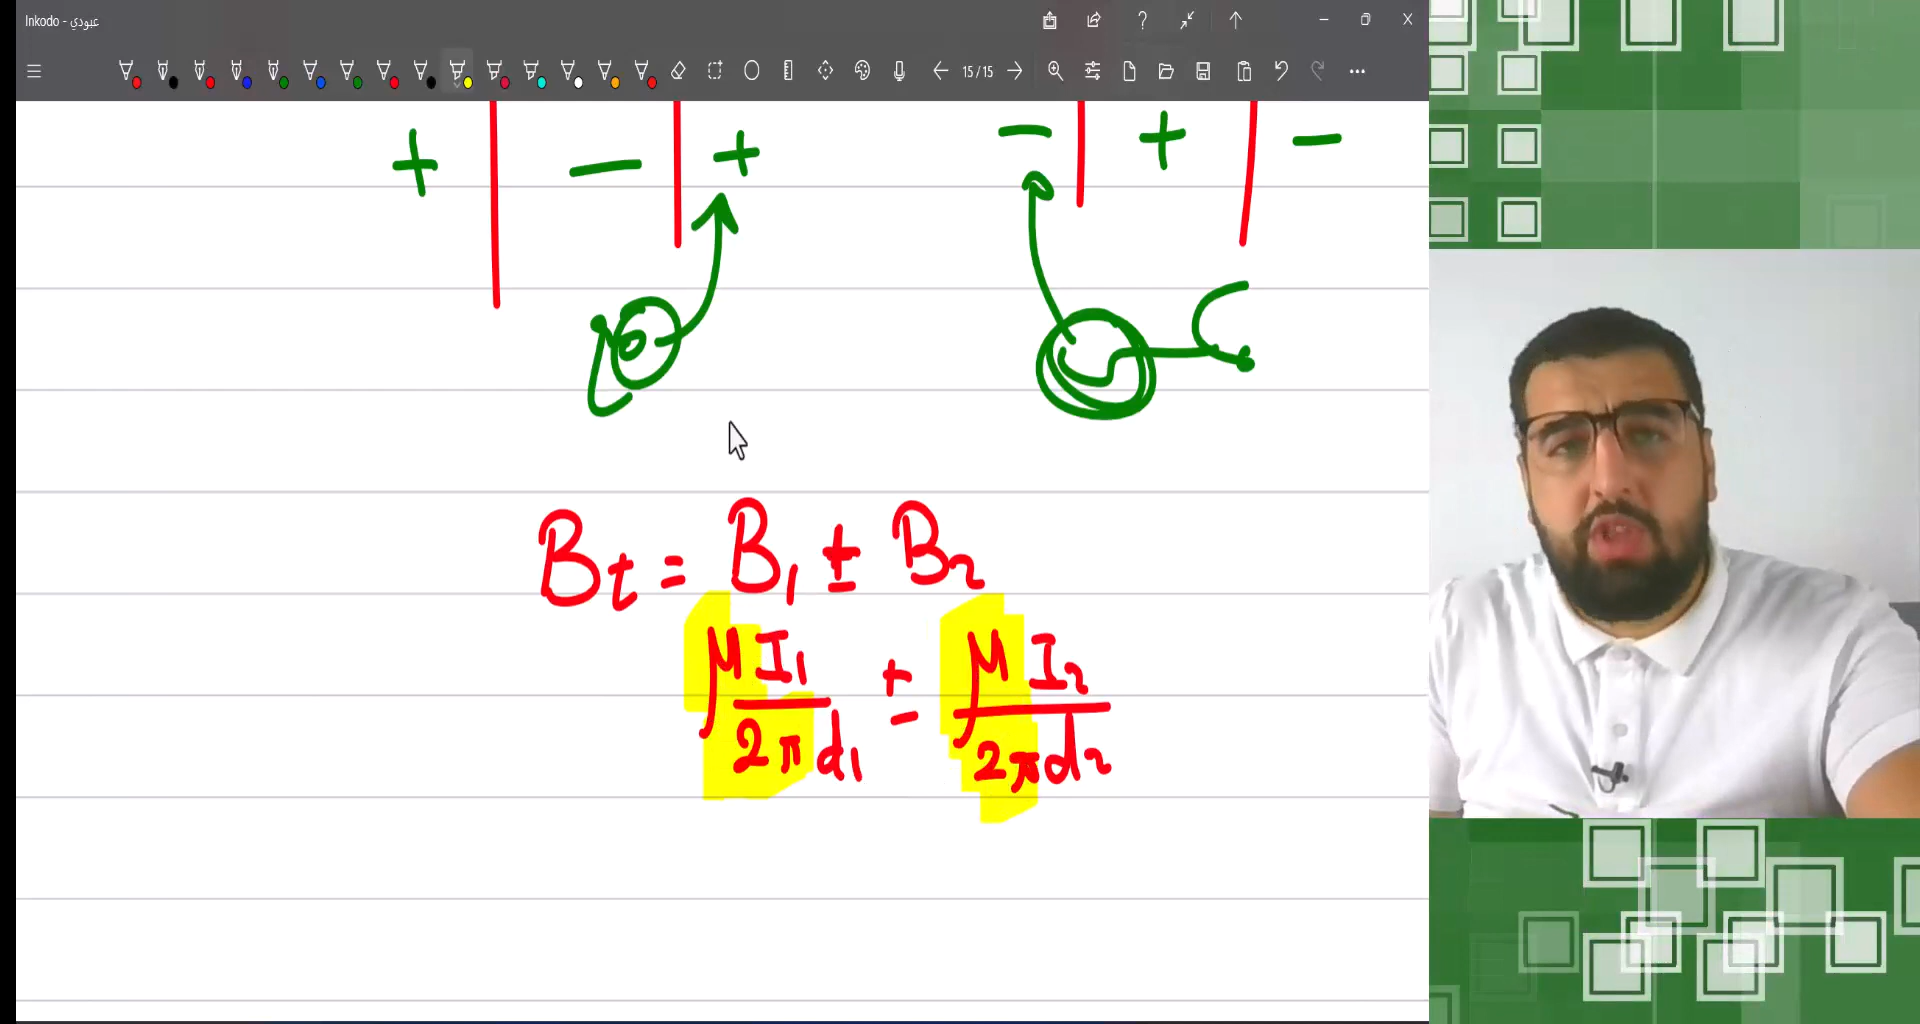 Inkodo - عبودي
15 / 15
+ - + - + -
Bt = B1 ± B2
μI1 / 2πd1 ± μI2 / 2πd2